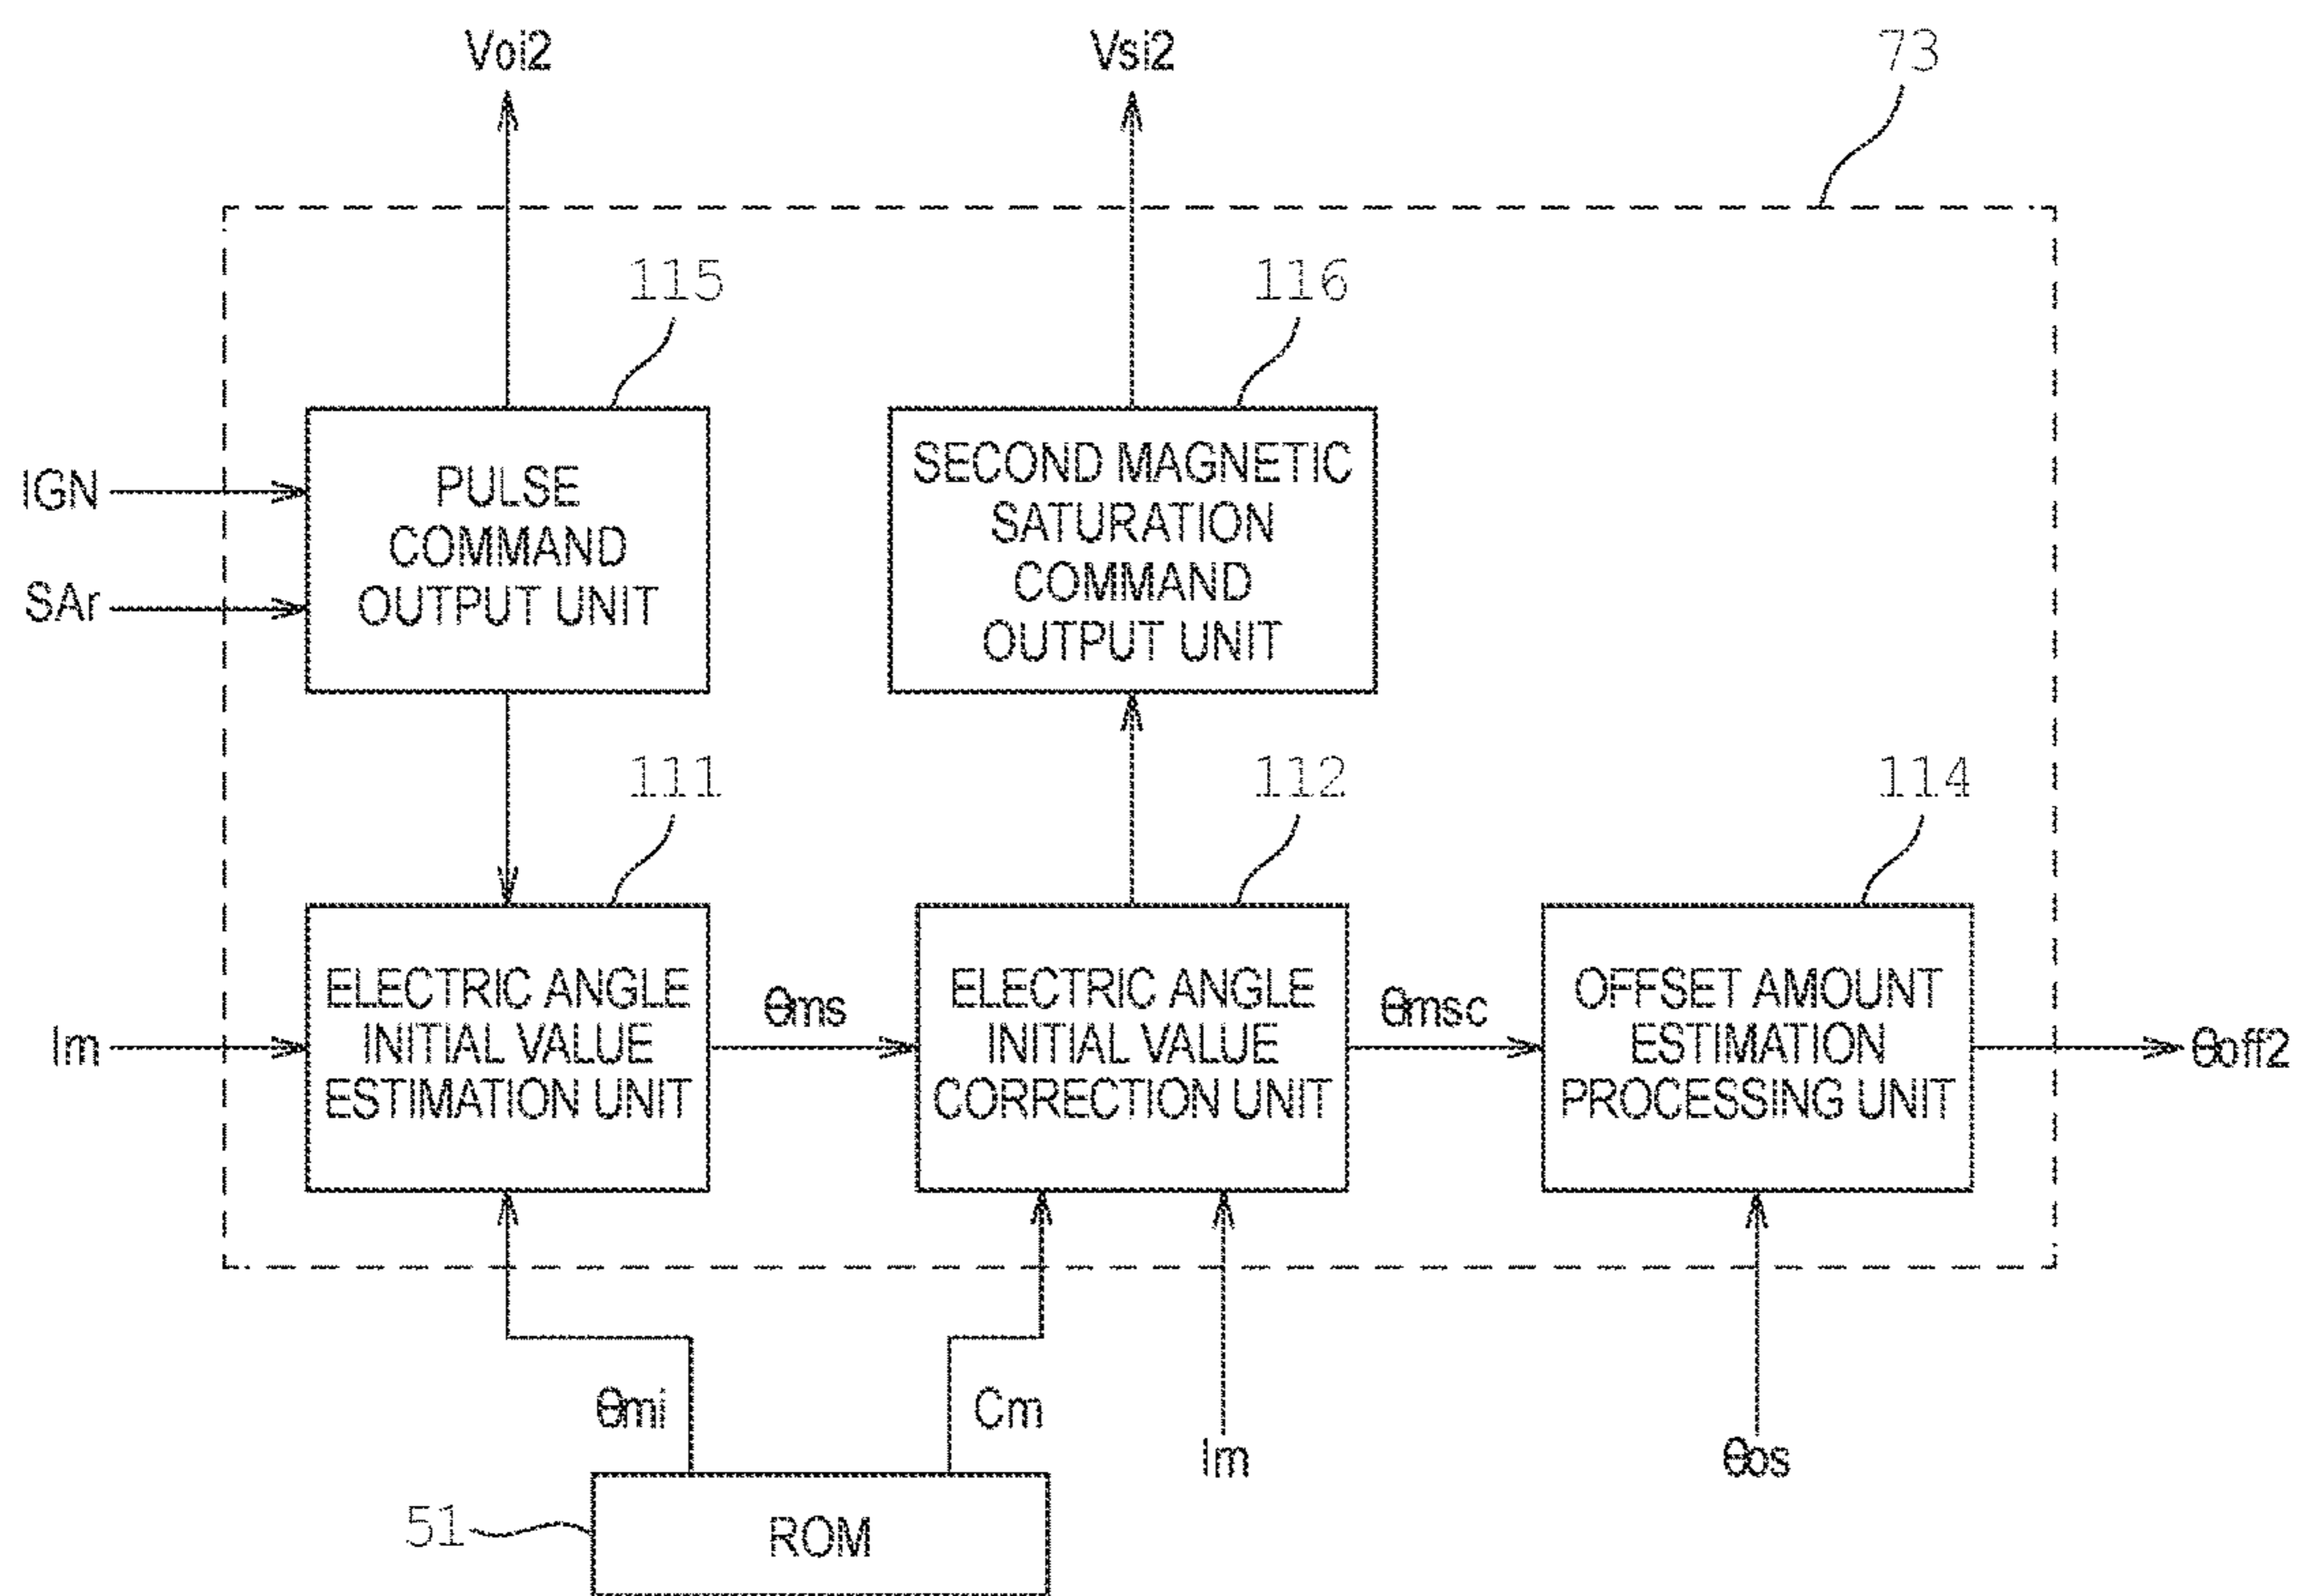 Voi2
Vsi2
73
115
116
IGN
SAr
PULSE
COMMAND
OUTPUT UNIT
SECOND MAGNETIC
SATURATION
COMMAND
OUTPUT UNIT
111
112
114
Im
ELECTRIC ANGLE
INITIAL VALUE
ESTIMATION UNIT
θms
ELECTRIC ANGLE
INITIAL VALUE
CORRECTION UNIT
θmsc
OFFSET AMOUNT
ESTIMATION
PROCESSING UNIT
θoff2
θmi
Cm
Im
θos
51
ROM